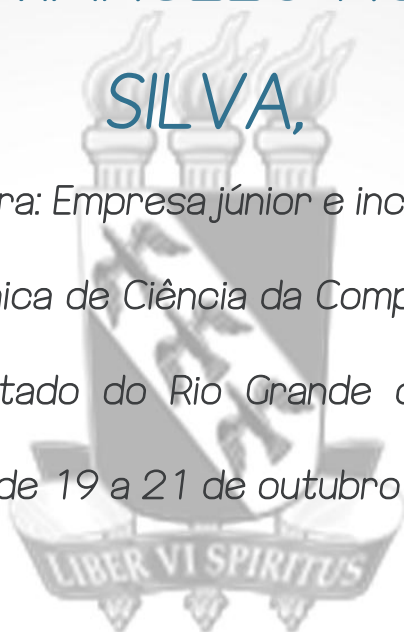 SILVA,
ra: Empresa júnior e inc
nica de Ciência da Comp
tado do Rio Grande d
de 19 a 21 de outubro
LIBER VI SPIRITUS